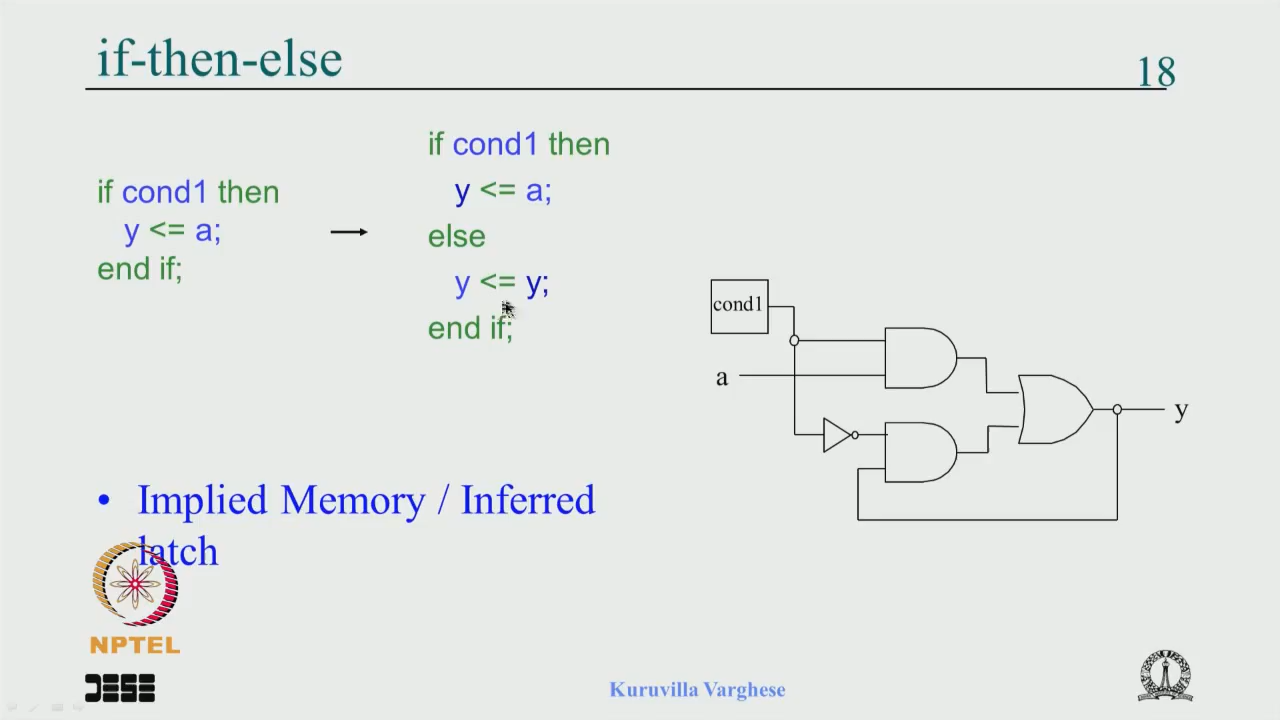 if-then-else
18
if cond1 then
y <= a;
end if;
if cond1 then
y <= a;
else
y <= y;
end if;
cond1
a
y
• Implied Memory / Inferred
latch
NPTEL
DESE
Kuruvilla Varghese